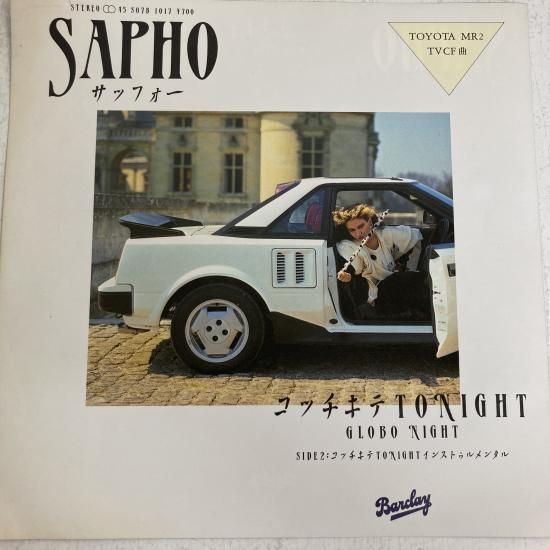 STEREO 45 S07B 1017 ¥700
SAPHO
サッフォー
TOYOTA MR2
TVCF曲
コッチキテTONIGHT
GLOBO NIGHT
SIDE2:コッチキテTONIGHTインストゥルメンタル
Barclay